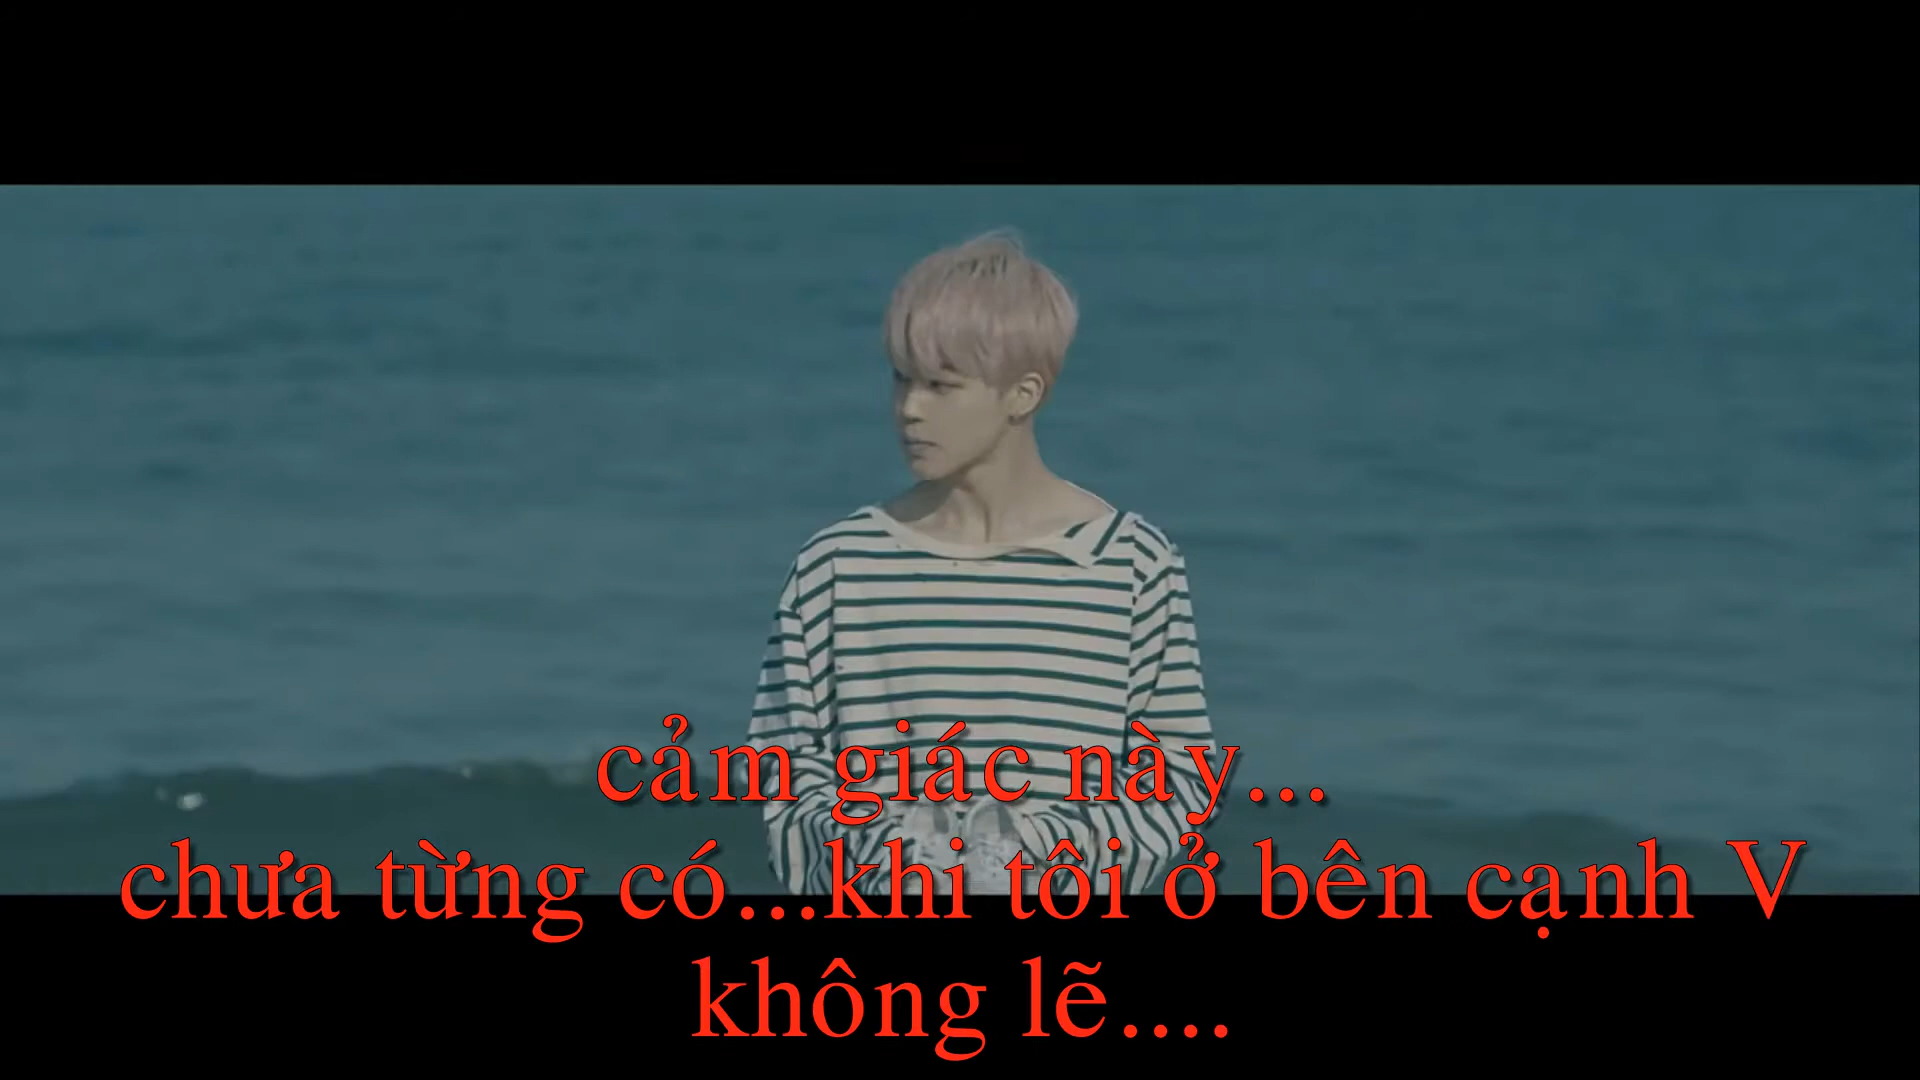 cảm giác này...
chưa từng có...khi tôi ở bên cạnh V
không lẽ....